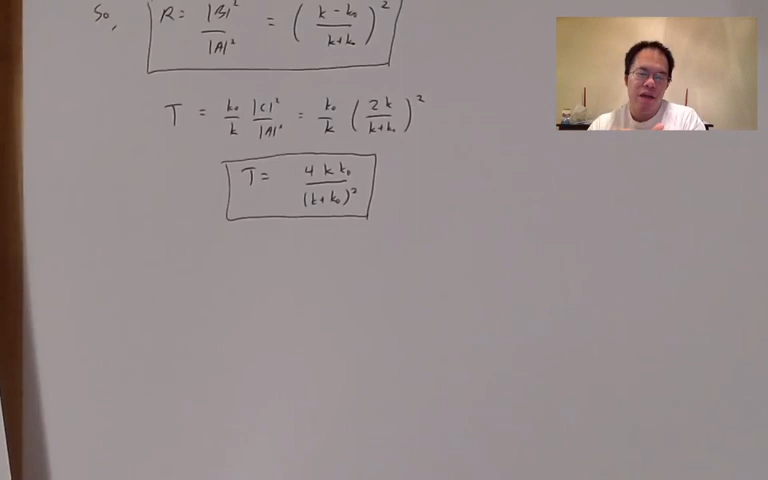 So, R = |B|² / |A|² = ( (k - k₀) / (k + k₀) )²
T = k₀/k |C|²/|A|² = k₀/k ( 2k / (k + k₀) )²
T = 4 k k₀ / (k + k₀)²